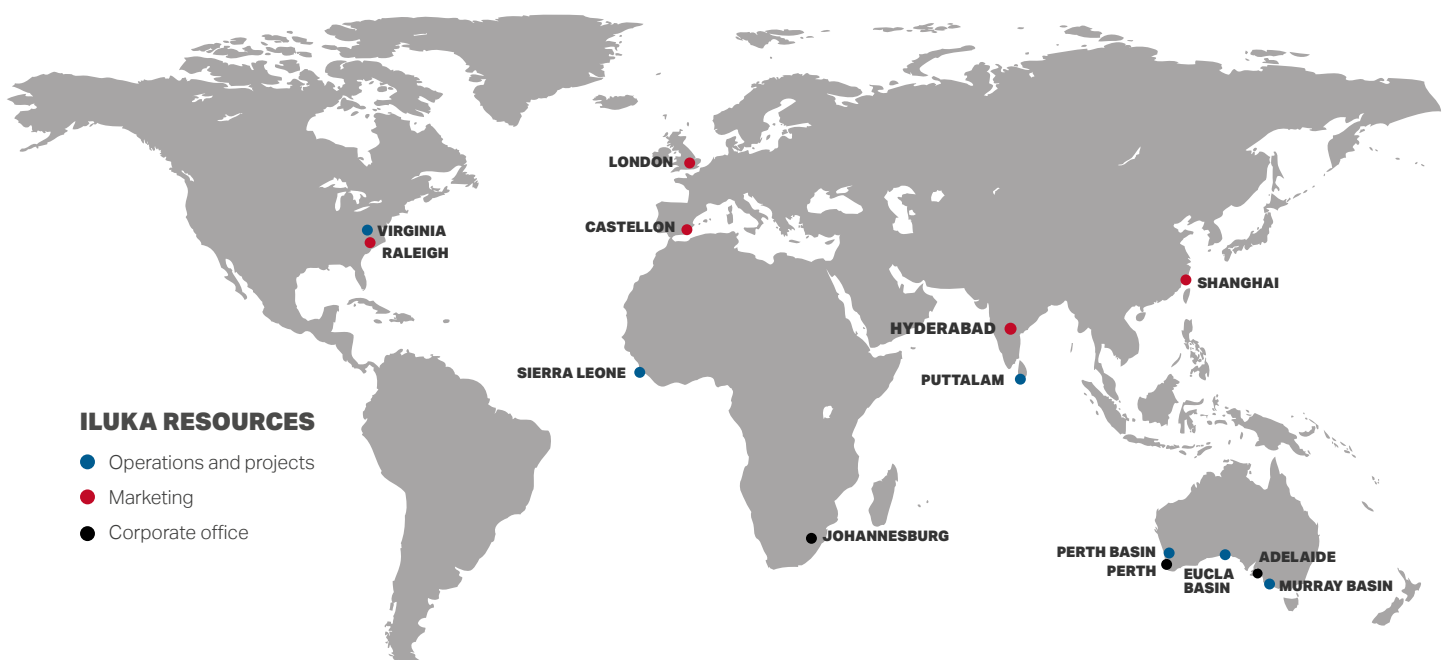 LONDON
CASTELLON
VIRGINIA
RALEIGH
SHANGHAI
HYDERABAD
SIERRA LEONE
PUTTALAM
ILUKA RESOURCES
Operations and projects
Marketing
Corporate office
JOHANNESBURG
PERTH BASIN
PERTH
EUCLA
BASIN
ADELAIDE
MURRAY BASIN